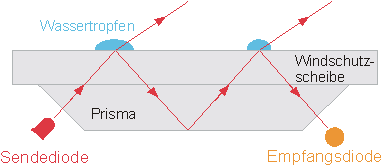 Wassertropfen
Windschutz-
scheibe
Prisma
Sendediode
Empfangsdiode